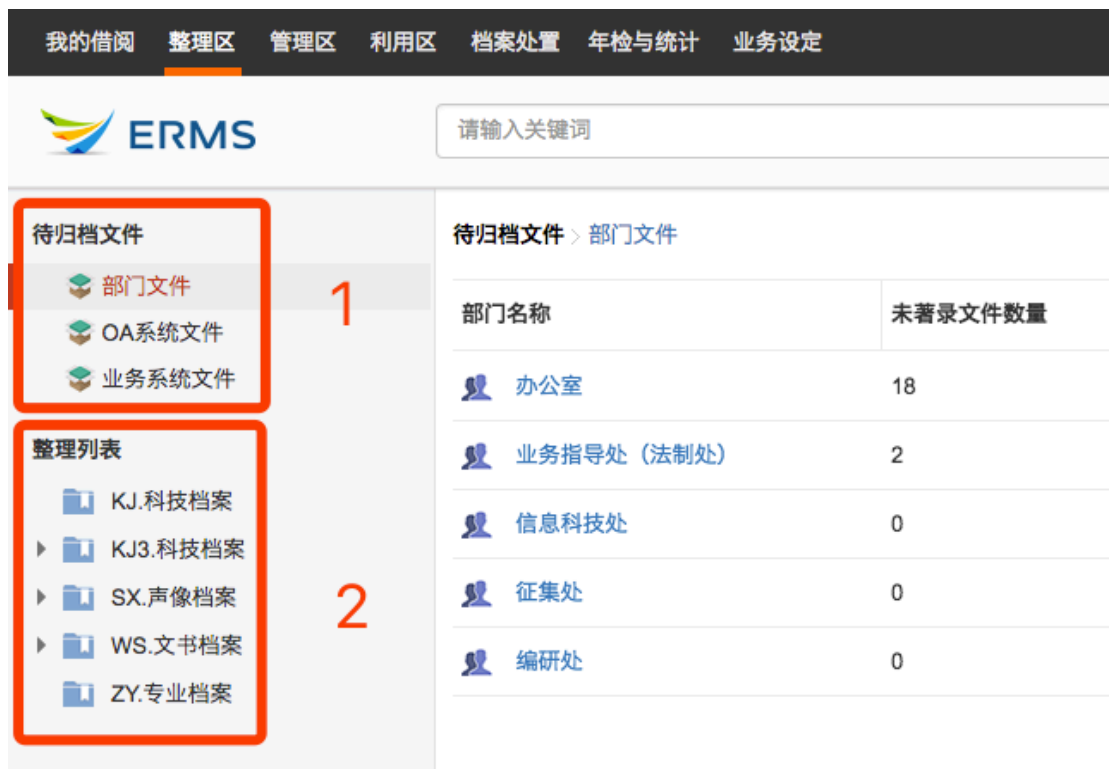 我的借阅 整理区 管理区 利用区 档案处置 年检与统计 业务设定
ERMS
请输入关键词
待归档文件
部门文件
OA系统文件
业务系统文件
1
整理列表
KJ.科技档案
KJ3.科技档案
SX.声像档案
WS.文书档案
ZY.专业档案
2
待归档文件 > 部门文件
部门名称 未著录文件数量
办公室 18
业务指导处（法制处） 2
信息科技处 0
征集处 0
编研处 0